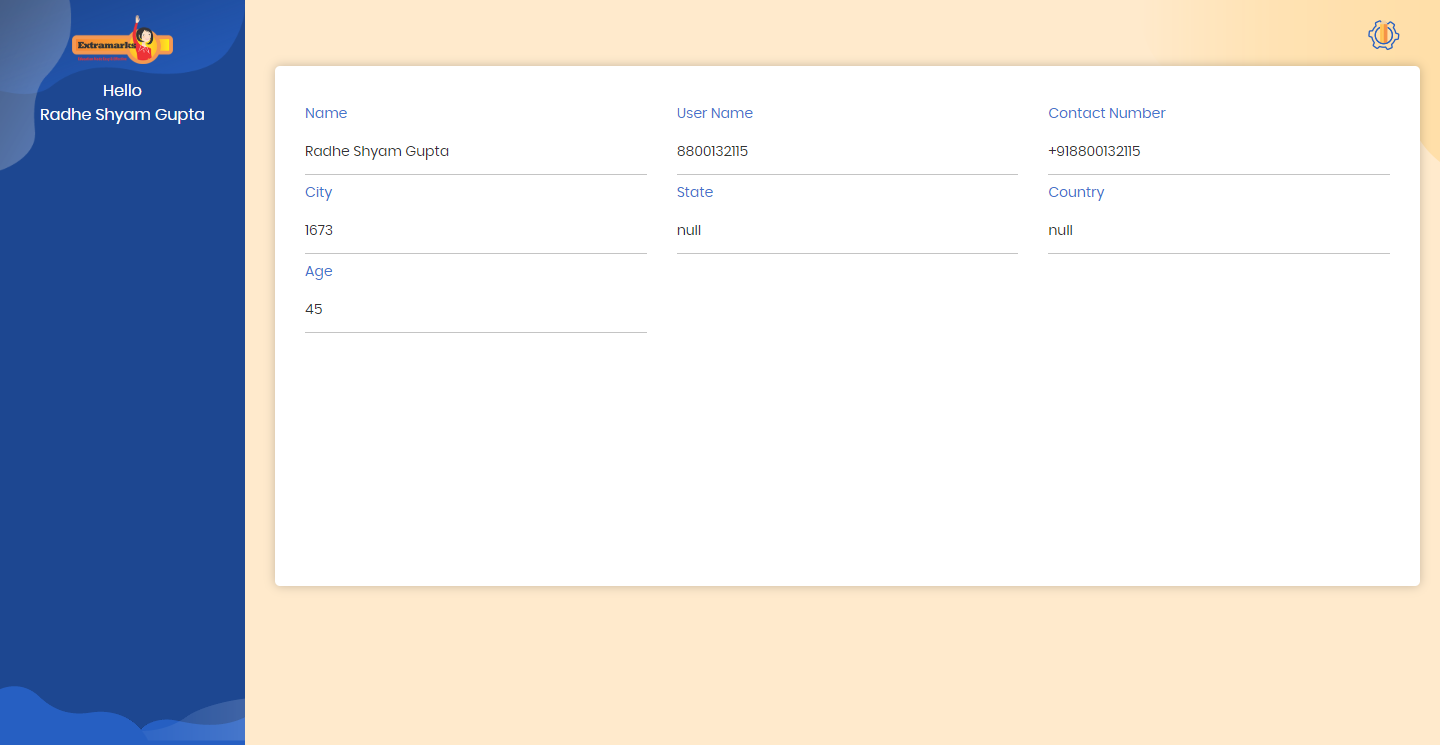 Extramarks
Hello
Radhe Shyam Gupta
Name
User Name
Contact Number
Radhe Shyam Gupta
8800132115
+918800132115
City
State
Country
1673
null
null
Age
45